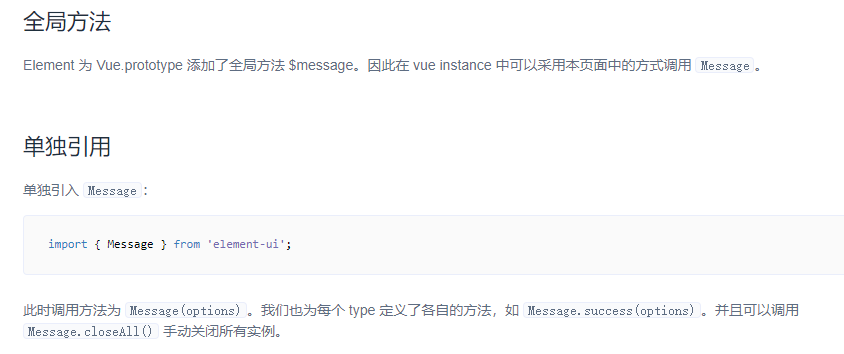 全局方法
Element 为 Vue.prototype 添加了全局方法 $message。因此在 vue instance 中可以采用本页面中的方式调用 Message。
单独引用
单独引入 Message：
import { Message } from 'element-ui';
此时调用方法为 Message(options)。我们也为每个 type 定义了各自的方法，如 Message.success(options)。并且可以调用
Message.closeAll() 手动关闭所有实例。